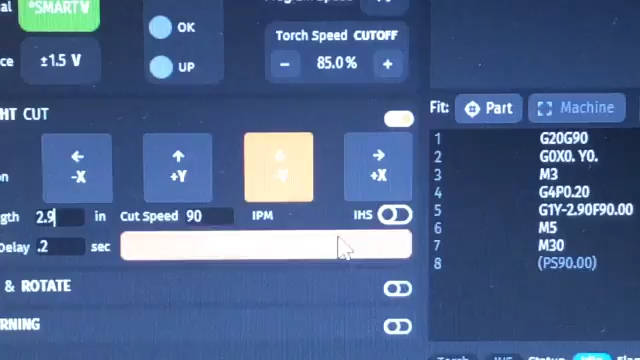 *SMARTV
OK
UP
Torch Speed CUTOFF
±1.5 V
− 85.0% +
CUT
Fit: Part Machine
← -X
↑ +Y
→ +X
2.9 in Cut Speed 90 IPM IHS
Delay .2 sec
& ROTATE
1 G20G90
2 G0X0. Y0.
3 M3
4 G4P0.20
5 G1Y-2.90F90.00
6 M5
7 M30
8 (PS90.00)